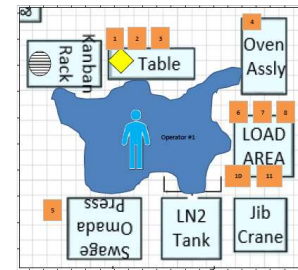 Kanban
Rack
1 2 3
Table
4
Oven
Assly
6 7 8
LOAD
AREA
Operator #1
10 11
5
Swage
Omada
Press
LN2
Tank
Jib
Crane